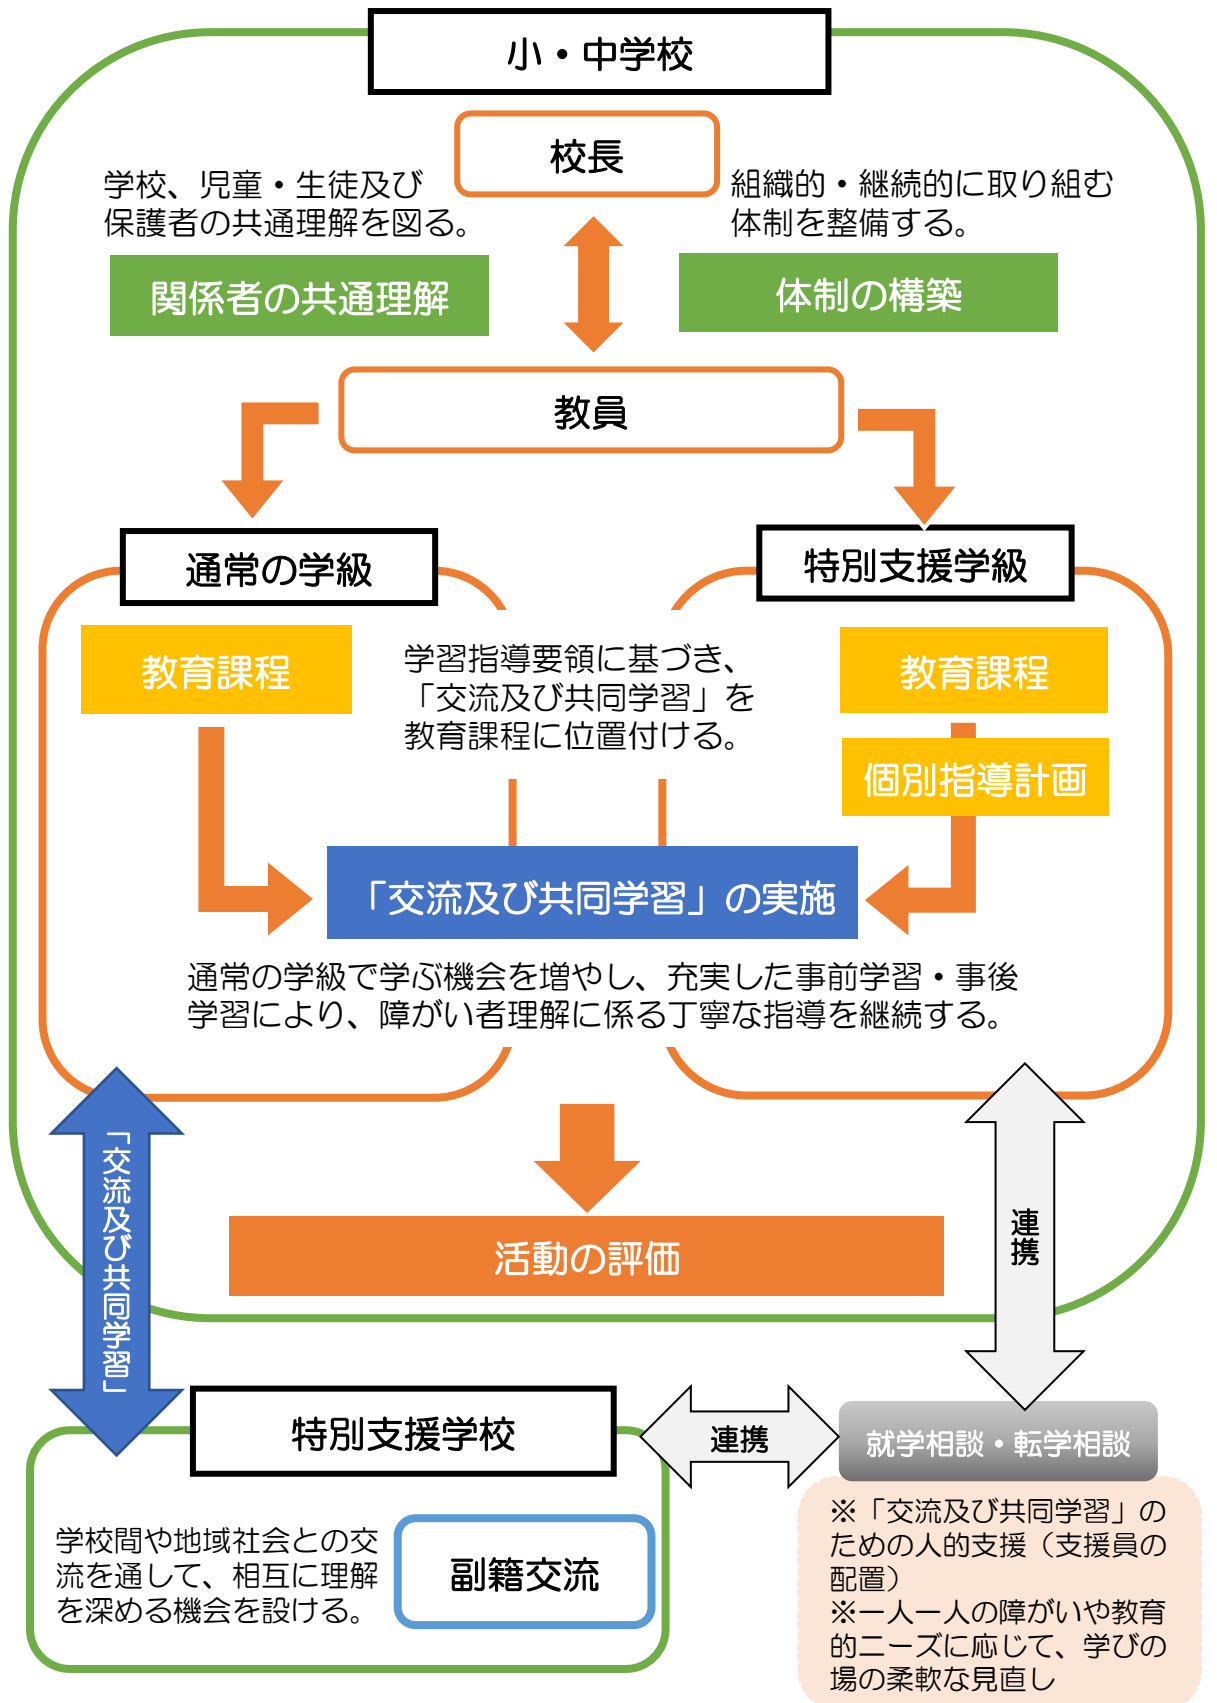 小・中学校
校長
学校、児童・生徒及び
保護者の共通理解を図る。
組織的・継続的に取り組む
体制を整備する。
関係者の共通理解
体制の構築
教員
通常の学級
特別支援学級
教育課程
学習指導要領に基づき、
「交流及び共同学習」を
教育課程に位置付ける。
教育課程
個別指導計画
「交流及び共同学習」の実施
通常の学級で学ぶ機会を増やし、充実した事前学習・事後
学習により、障がい者理解に係る丁寧な指導を継続する。
「交流及び共同学習」
連携
活動の評価
特別支援学校
連携
就学相談・転学相談
学校間や地域社会との交
流を通して、相互に理解
を深める機会を設ける。
副籍交流
※「交流及び共同学習」の
ための人的支援（支援員の
配置）
※一人一人の障がいや教育
的ニーズに応じて、学びの
場の柔軟な見直し